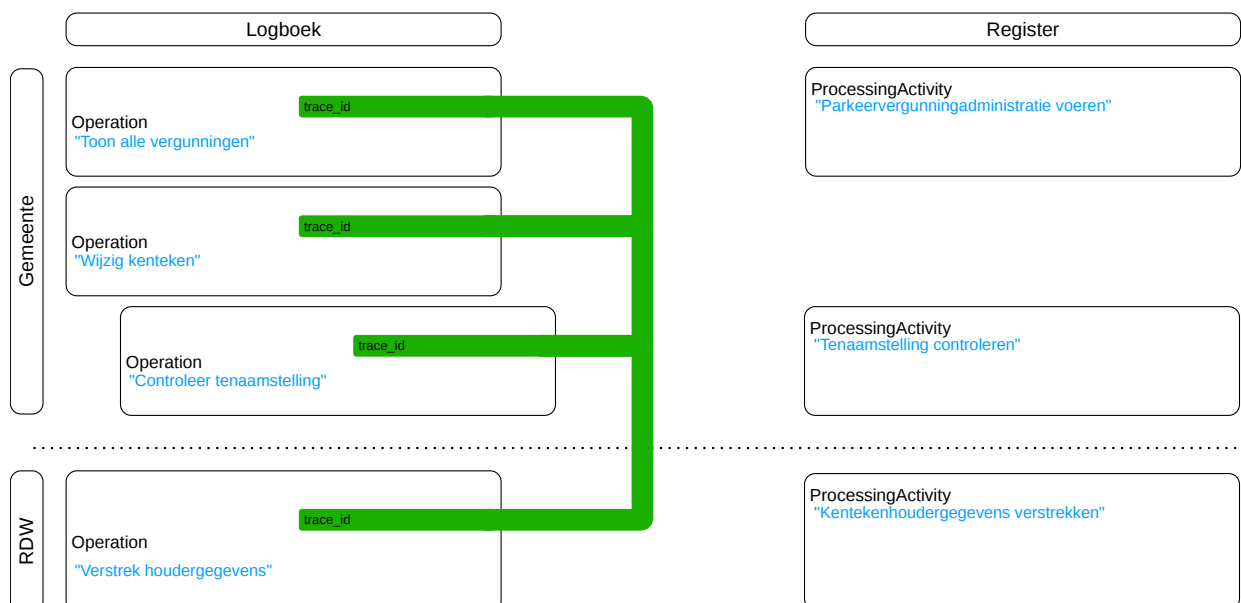 Logboek
Register
Gemeente
trace_id
Operation
"Toon alle vergunningen"
ProcessingActivity
"Parkeervergunningadministratie voeren"
trace_id
Operation
"Wijzig kenteken"
trace_id
Operation
"Controleer tenaamstelling"
ProcessingActivity
"Tenaamstelling controleren"
RDW
trace_id
Operation
"Verstrek houdergegevens"
ProcessingActivity
"Kentekenhoudergegevens verstrekken"